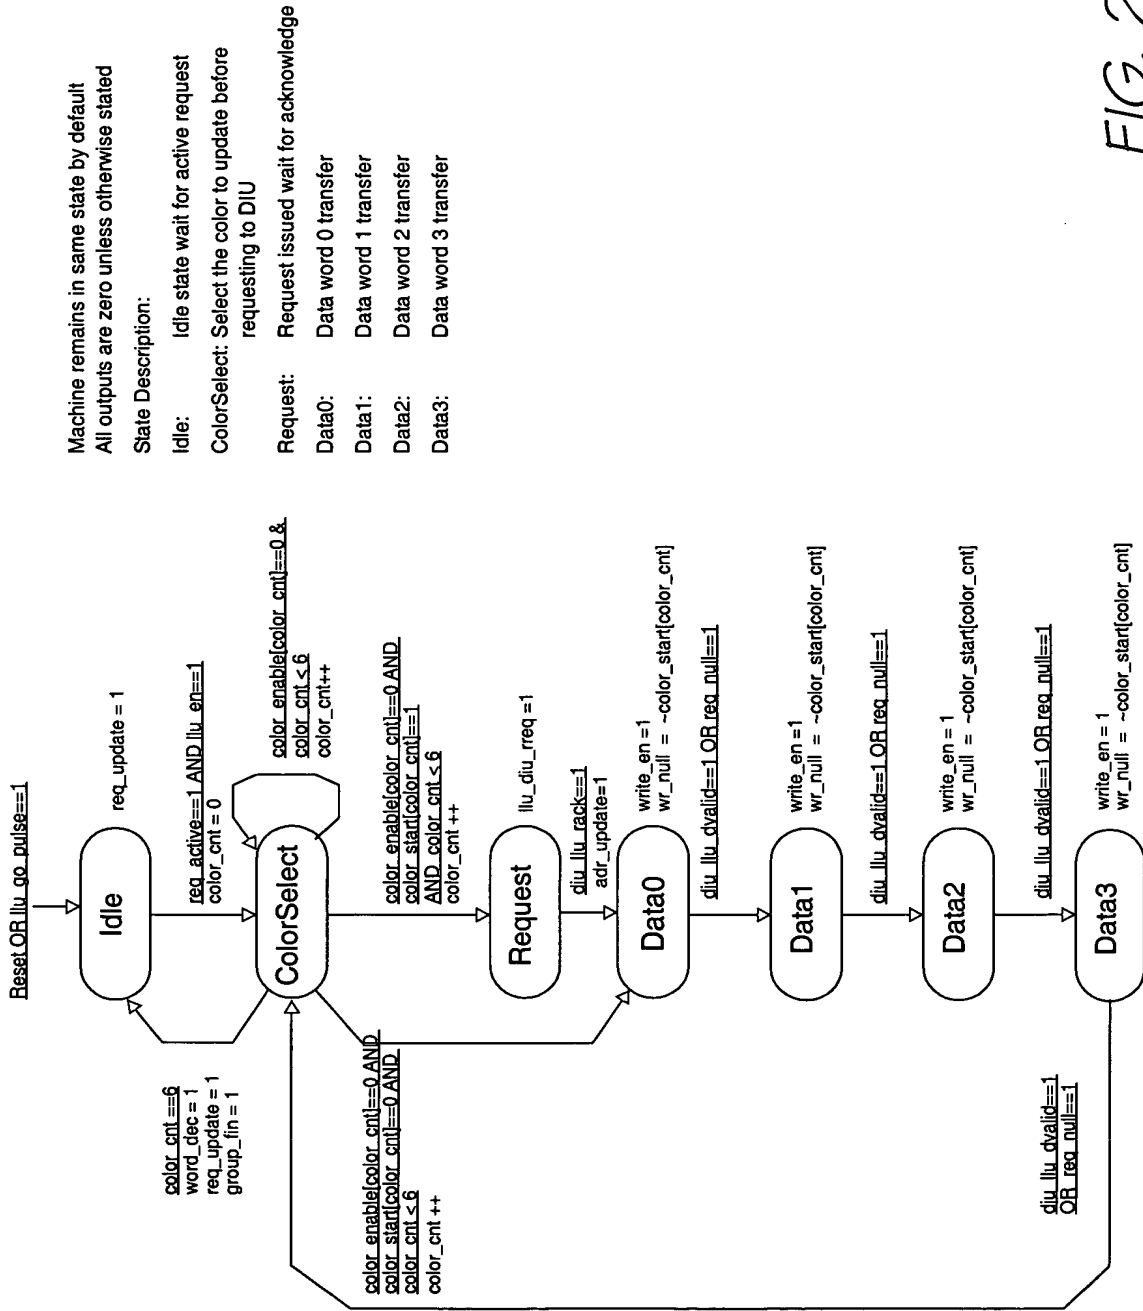 Reset OR llu_go_pulse==1
Idle
req_update = 1
req_active==1 AND llu_en==1
color_cnt = 0
color_cnt ==6
word_dec = 1
req_update = 1
group_fin = 1
ColorSelect
color_enable[color_cnt]==0 &
color_cnt < 6
color_cnt++
color_enable[color_cnt]==0 AND
color_start[color_cnt]==1
AND color_cnt < 6
color_cnt ++
color_enable[color_cnt]==0 AND
color_start[color_cnt]==0 AND
color_cnt < 6
color_cnt ++
Request
llu_diu_rreq =1
diu_llu_rack==1
adr_update=1
Data0
write_en =1
wr_null = ~color_start[color_cnt]
diu_llu_dvalid==1 OR req_null==1
Data1
write_en =1
wr_null = ~color_start[color_cnt]
diu_llu_dvalid==1 OR req_null==1
Data2
write_en = 1
wr_null = ~color_start[color_cnt]
diu_llu_dvalid==1 OR req_null==1
Data3
write_en = 1
wr_null = ~color_start[color_cnt]
diu_llu_dvalid==1
OR req_null==1
Machine remains in same state by default
All outputs are zero unless otherwise stated
State Description:
Idle: Idle state wait for active request
ColorSelect: Select the color to update before
requesting to DIU
Request: Request issued wait for acknowledge
Data0: Data word 0 transfer
Data1: Data word 1 transfer
Data2: Data word 2 transfer
Data3: Data word 3 transfer
FIG.